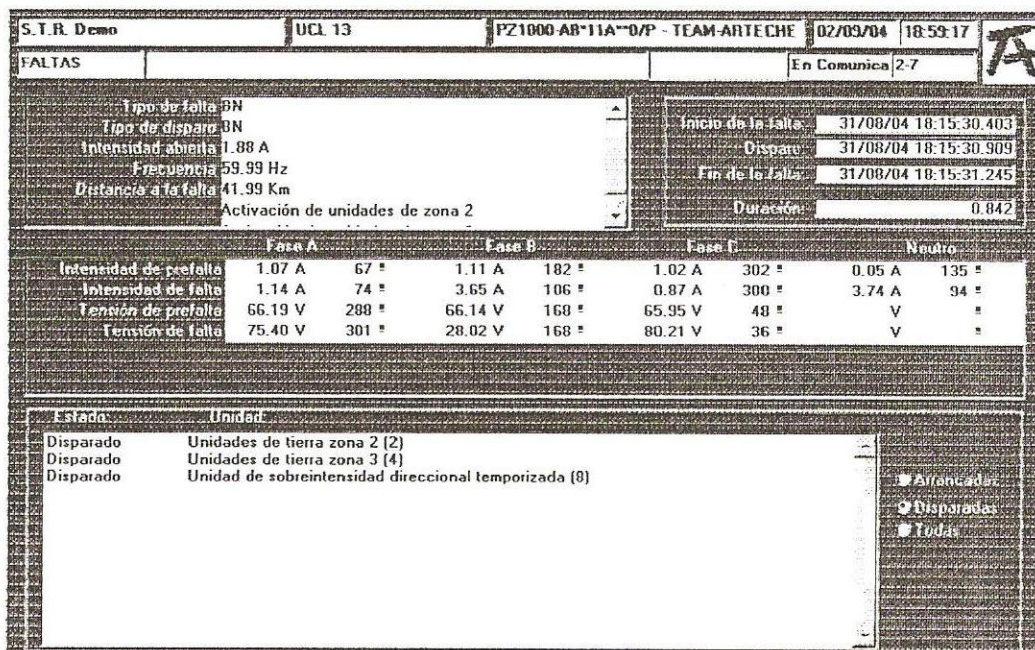 S.T.R. Demo UCL 13 PZ1000-AB*11A**0/P - TEAM-ARTECHE 02/09/04 18:59:17
FALTAS En Comunica 2-7
Tipo de falta BN
Tipo de disparo BN
Intensidad abierta 1.88 A
Frecuencia 59.99 Hz
Distancia a la falta 41.99 Km
Activación de unidades de zona 2
Inicio de la falta: 31/08/04 18:15:30.403
Disparo: 31/08/04 18:15:30.909
Fin de la falta: 31/08/04 18:15:31.245
Duración: 0.842
Fase A Fase B Fase C Neutro
Intensidad de prefalta 1.07 A 67 º 1.11 A 182 º 1.02 A 302 º 0.05 A 135 º
Intensidad de falta 1.14 A 74 º 3.65 A 106 º 0.87 A 300 º 3.74 A 94 º
Tensión de prefalta 66.19 V 288 º 66.14 V 168 º 65.95 V 48 º V º
Tensión de falta 75.40 V 301 º 28.02 V 168 º 80.21 V 36 º V º
Estado: Unidad:
Disparado Unidades de tierra zona 2 (2)
Disparado Unidades de tierra zona 3 (4)
Disparado Unidad de sobreintensidad direccional temporizada (8)
Arrancadas
Disparadas
Todas